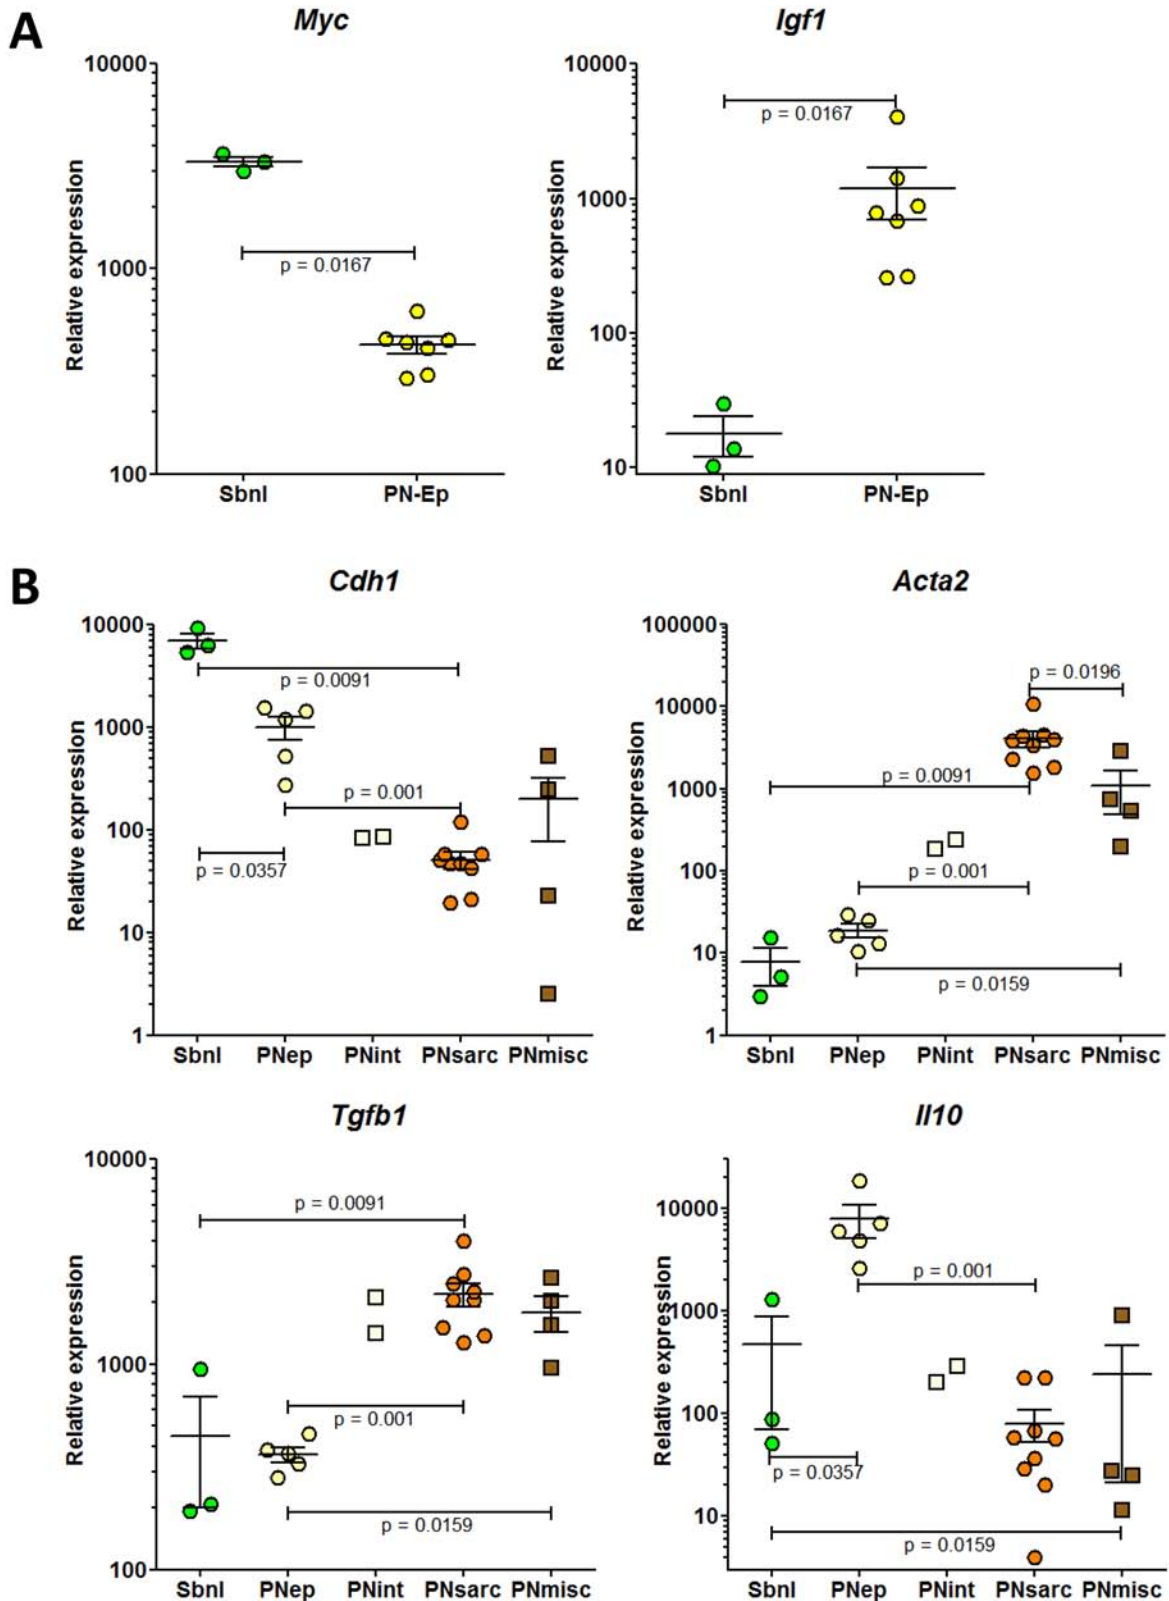 A
Myc
Igf1
10000
1000
100
Relative expression
p = 0.0167
Sbnl
PN-Ep
10000
1000
100
10
Relative expression
p = 0.0167
Sbnl
PN-Ep
B
Cdh1
Acta2
10000
1000
100
10
1
Relative expression
p = 0.0091
p = 0.001
p = 0.0357
Sbnl
PNep
PNint
PNsarc
PNmisc
100000
10000
1000
100
10
1
Relative expression
p = 0.0196
p = 0.0091
p = 0.001
p = 0.0159
Sbnl
PNep
PNint
PNsarc
PNmisc
Tgfb1
Il10
10000
1000
100
Relative expression
p = 0.0091
p = 0.001
p = 0.0159
Sbnl
PNep
PNint
PNsarc
PNmisc
10000
1000
100
10
Relative expression
p = 0.001
p = 0.0357
p = 0.0159
Sbnl
PNep
PNint
PNsarc
PNmisc